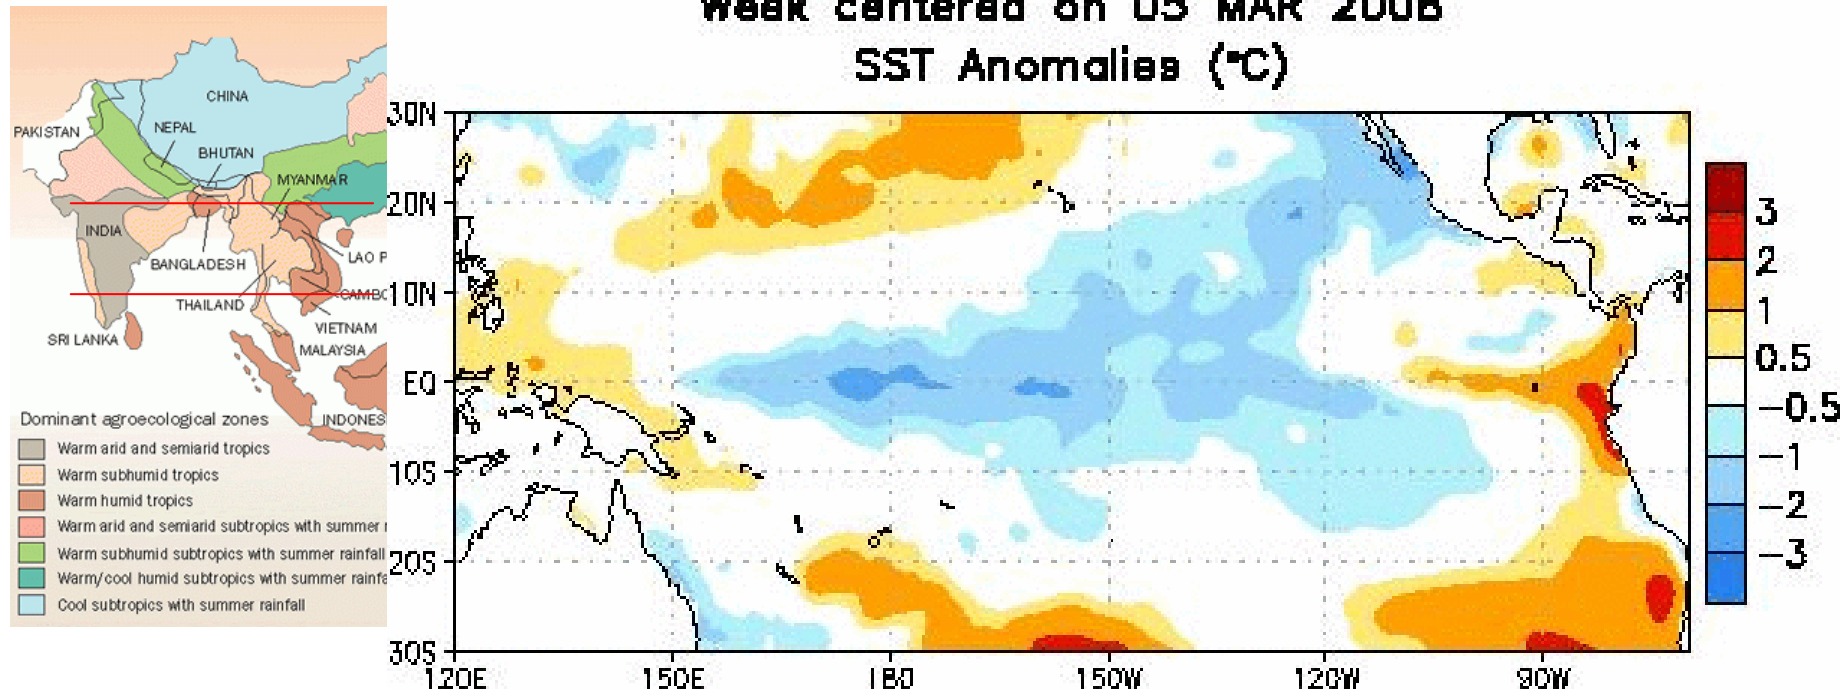 Week centered on 05 MAR 2008
SST Anomalies (°C)
CHINA
PAKISTAN
NEPAL
BHUTAN
MYANMAR
INDIA
BANGLADESH
LAO P
CAMBO
THAILAND
VIETNAM
SRI LANKA
MALAYSIA
INDONES
Dominant agroecological zones
Warm arid and semiarid tropics
Warm subhumid tropics
Warm humid tropics
Warm arid and semiarid subtropics with summer r
Warm subhumid subtropics with summer rainfall
Warm/cool humid subtropics with summer rainfa
Cool subtropics with summer rainfall
30N
20N
10N
EQ
10S
20S
30S
120E 150E 180 150W 120W 90W
3
2
1
0.5
-0.5
-1
-2
-3